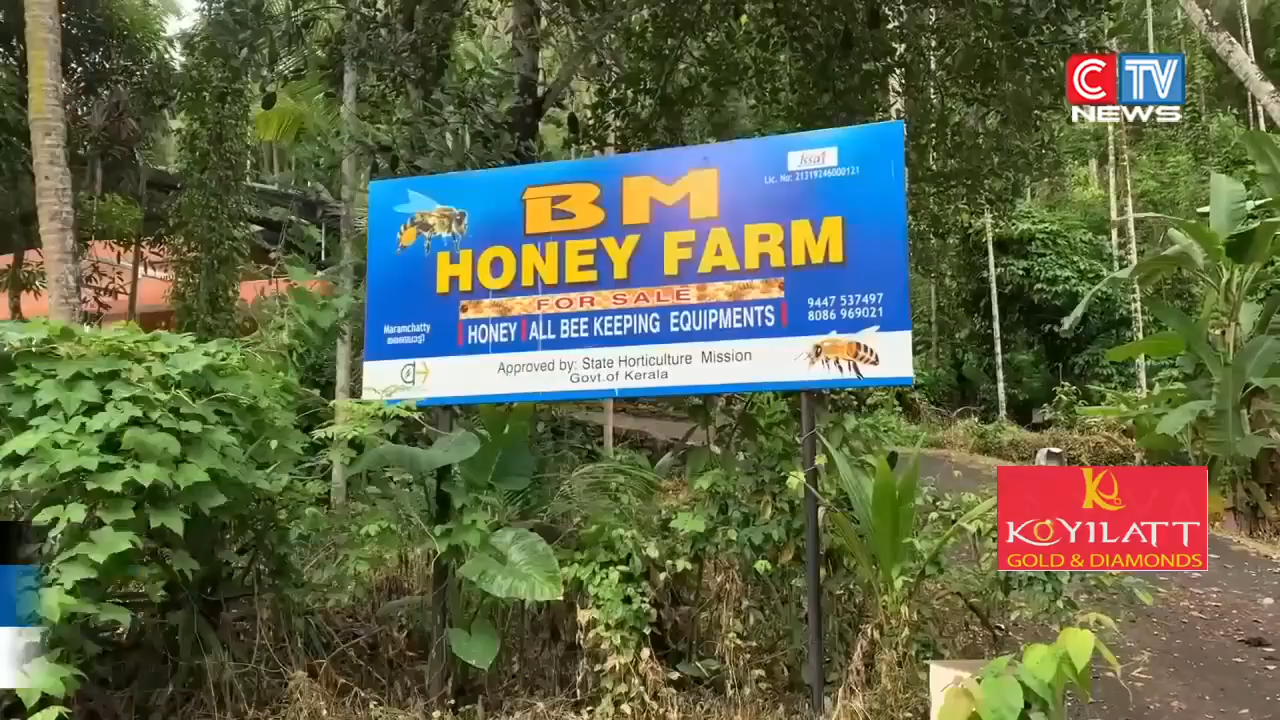 CTV
NEWS
fssai
Lic. No: 21319246000121
BM
HONEY FARM
FOR SALE
HONEY ALL BEE KEEPING EQUIPMENTS
9447 537497
8086 969021
Maramchatty
Approved by: State Horticulture Mission
Govt.of Kerala
KOYILATT
GOLD & DIAMONDS